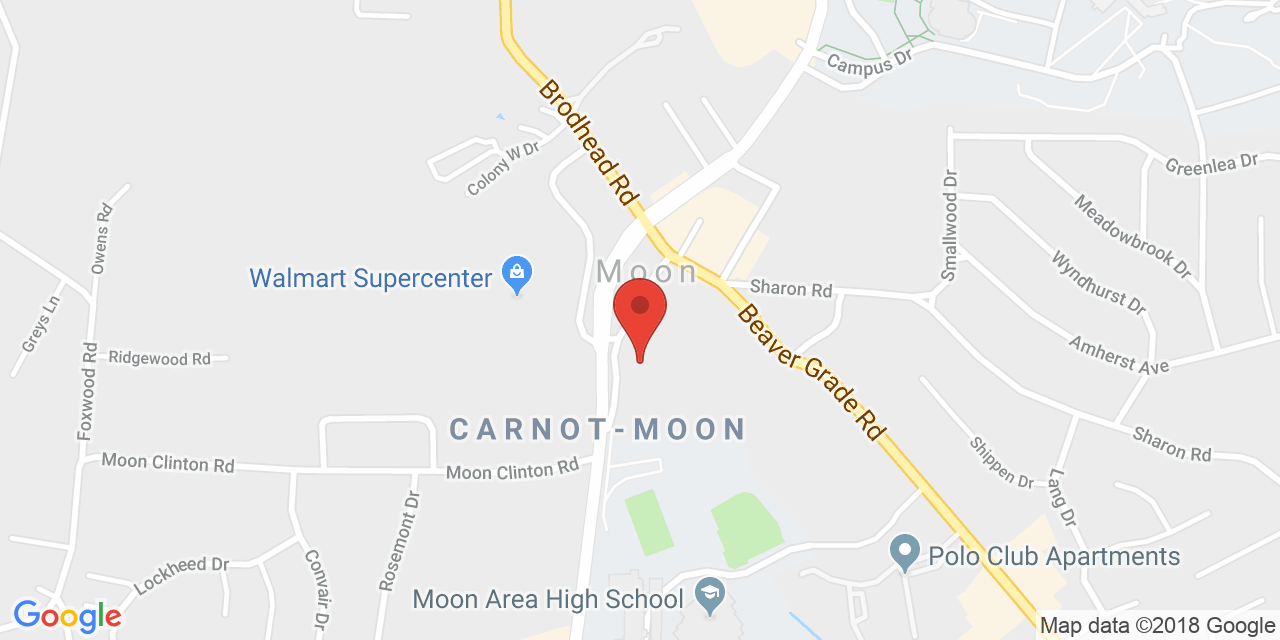 Campus Dr
Brodhead Rd
Colony W Dr
Greenlea Dr
Smallwood Dr
Meadowbrook Dr
Owens Rd
Wyndhurst Dr
Walmart Supercenter
Moon
Sharon Rd
Greys Ln
Ridgewood Rd
Foxwood Rd
Beaver Grade Rd
Amherst Ave
CARNOT-MOON
Sharon Rd
Moon Clinton Rd
Moon Clinton Rd
Shippen Dr
Lang Dr
Rosemont Dr
Lockheed Dr
Convair Dr
Polo Club Apartments
Moon Area High School
Google
Map data ©2018 Google